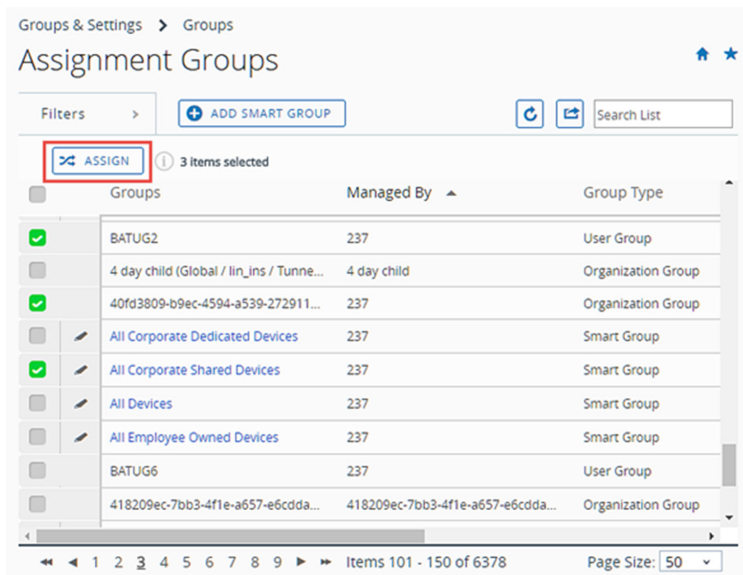 Groups & Settings > Groups
Assignment Groups
Filters > ADD SMART GROUP Search List
ASSIGN i 3 items selected
Groups Managed By Group Type
BATUG2 237 User Group
4 day child (Global / lin_ins / Tunne... 4 day child Organization Group
40fd3809-b9ec-4594-a539-272911... 237 Organization Group
All Corporate Dedicated Devices 237 Smart Group
All Corporate Shared Devices 237 Smart Group
All Devices 237 Smart Group
All Employee Owned Devices 237 Smart Group
BATUG6 237 User Group
418209ec-7bb3-4f1e-a657-e6cdda... 418209ec-7bb3-4f1e-a657-e6cdda... Organization Group
1 2 3 4 5 6 7 8 9 Items 101 - 150 of 6378 Page Size: 50